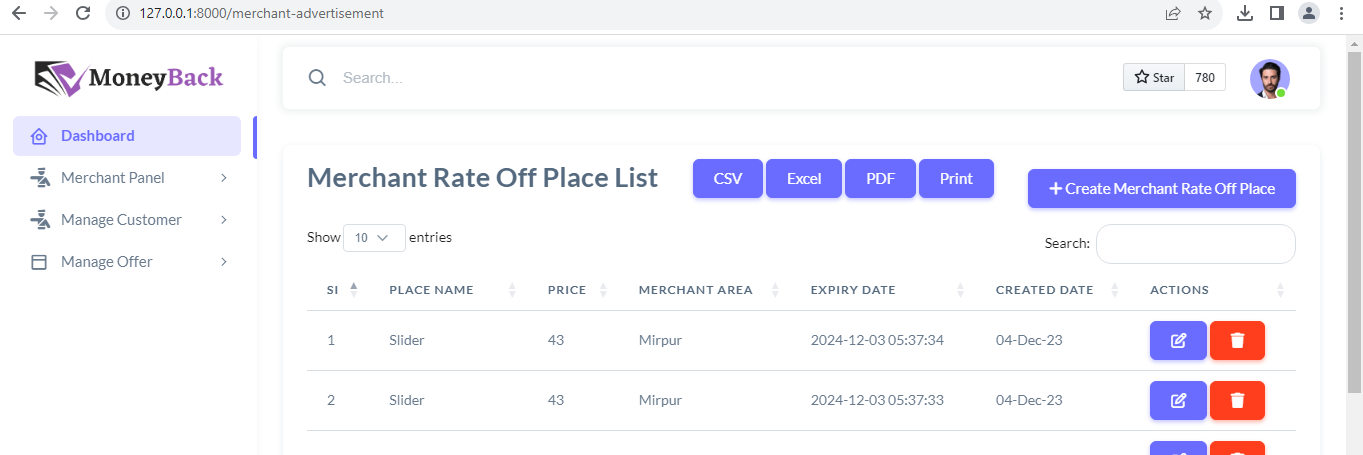 127.0.0.1:8000/merchant-advertisement
MoneyBack
Search...
Star 780
Dashboard
Merchant Panel
Manage Customer
Manage Offer
Merchant Rate Off Place List
CSV Excel PDF Print
Create Merchant Rate Off Place
Show 10 entries
Search:
SI PLACE NAME PRICE MERCHANT AREA EXPIRY DATE CREATED DATE ACTIONS
1 Slider 43 Mirpur 2024-12-03 05:37:34 04-Dec-23
2 Slider 43 Mirpur 2024-12-03 05:37:33 04-Dec-23